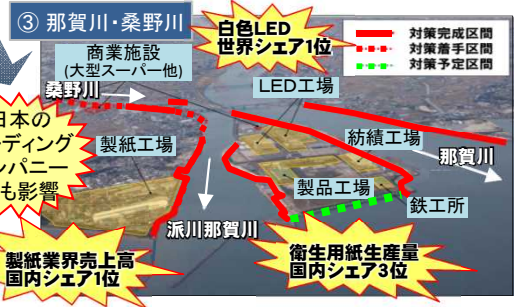 ③ 那賀川・桑野川
白色LED
世界シェア1位
対策完成区間
対策着手区間
対策予定区間
商業施設
(大型スーパー他)
桑野川
LED工場
日本の
ーディング
ンパニー
も影響
製紙工場
紡績工場
那賀川
製品工場
鉄工所
派川那賀川
製紙業界売上高
国内シェア1位
衛生用紙生産量
国内シェア3位